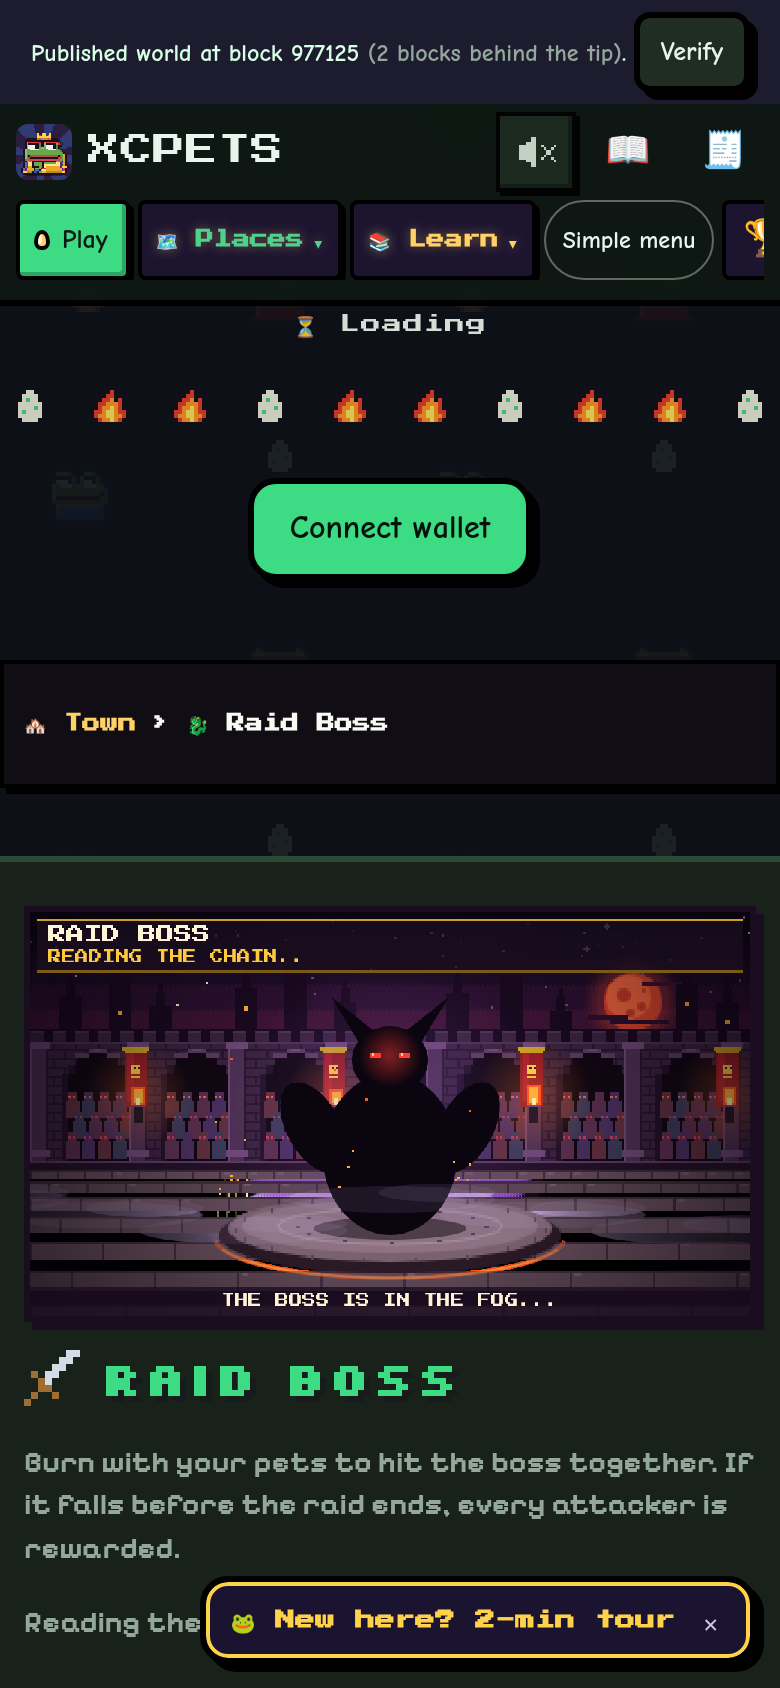 Published world at block 977125 (2 blocks behind the tip).
Verify
XCPETS
Play
Places
Learn
Simple menu
Loading
Connect wallet
Town > Raid Boss
RAID BOSS
READING THE CHAIN..
THE BOSS IS IN THE FOG...
RAID BOSS
Burn with your pets to hit the boss together. If
it falls before the raid ends, every attacker is
rewarded.
Reading the
New here? 2-min tour ×